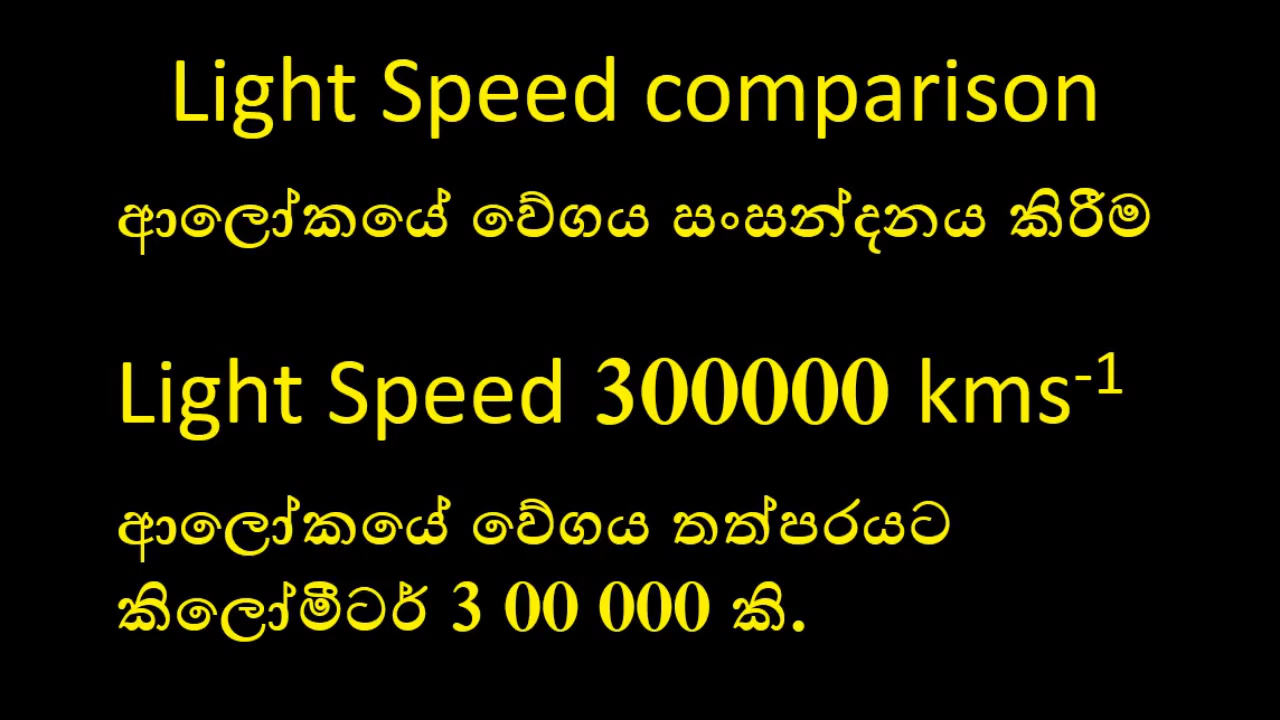 Light Speed comparison
ආලෝකයේ වේගය සංසන්දනය කිරීම
Light Speed 300000 kms⁻¹
ආලෝකයේ වේගය තත්පරයට
කිලෝමීටර් 3 00 000 කි.